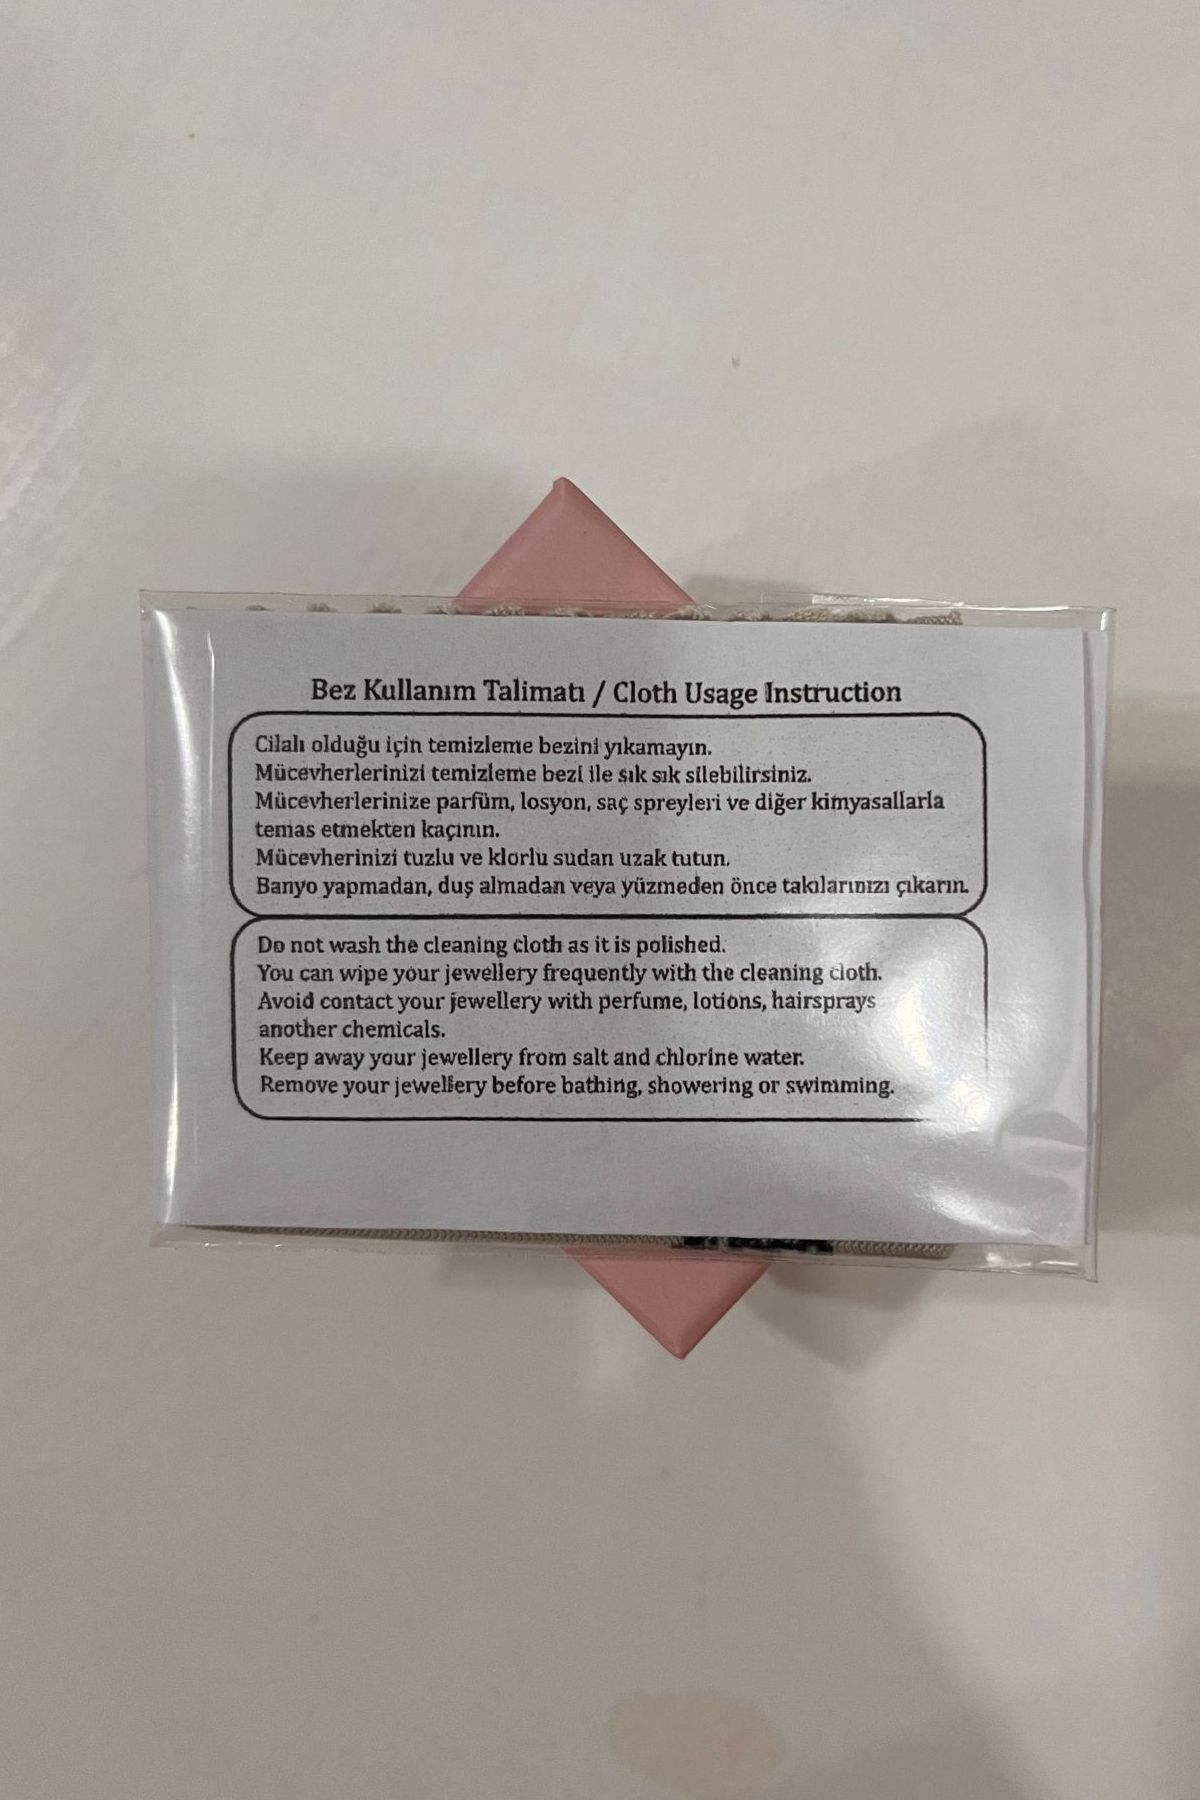 Bez Kullanım Talimatı / Cloth Usage Instruction
Cilalı olduğu için temizleme bezini yıkamayın.
Mücevherlerinizi temizleme bezi ile sık sık silebilirsiniz.
Mücevherlerinize parfüm, losyon, saç spreyleri ve diğer kimyasallarla
temas etmekten kaçının.
Mücevherinizi tuzlu ve klorlu sudan uzak tutun.
Banyo yapmadan, duş almadan veya yüzmeden önce takılarınızı çıkarın.
Do not wash the cleaning cloth as it is polished.
You can wipe your jewellery frequently with the cleaning cloth.
Avoid contact your jewellery with perfume, lotions, hairsprays
another chemicals.
Keep away your jewellery from salt and chlorine water.
Remove your jewellery before bathing, showering or swimming.